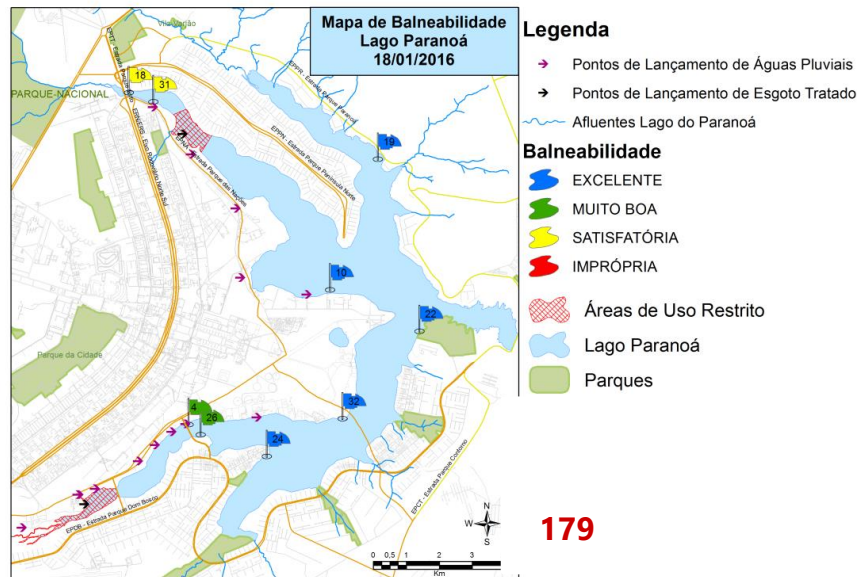 Mapa de Balneabilidade
Lago Paranoá
18/01/2016
Legenda
Pontos de Lançamento de Águas Pluviais
Pontos de Lançamento de Esgoto Tratado
Afluentes Lago do Paranoá
Balneabilidade
EXCELENTE
MUITO BOA
SATISFATÓRIA
IMPRÓPRIA
Áreas de Uso Restrito
Lago Paranoá
Parques
PARQUE-NACIONAL
18
31
19
EPPR - Estrada Parque Paranoá
EPPN - Estrada Parque Península Norte
Estrada Parque das Nações
10
22
Parque da Cidade
4
26
32
24
EPDB - Estrada Parque Dom Bosco
EPCT - Estrada Parque Contorno
N
W
S
0 0,5 1 2 3
Km
179